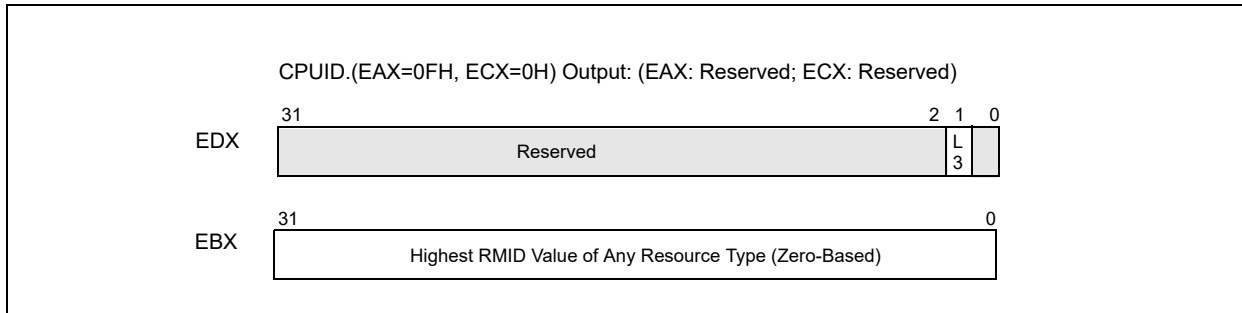 CPUID.(EAX=0FH, ECX=0H) Output: (EAX: Reserved; ECX: Reserved)
31 2 1 0
EDX Reserved L
3
31 0
EBX Highest RMID Value of Any Resource Type (Zero-Based)